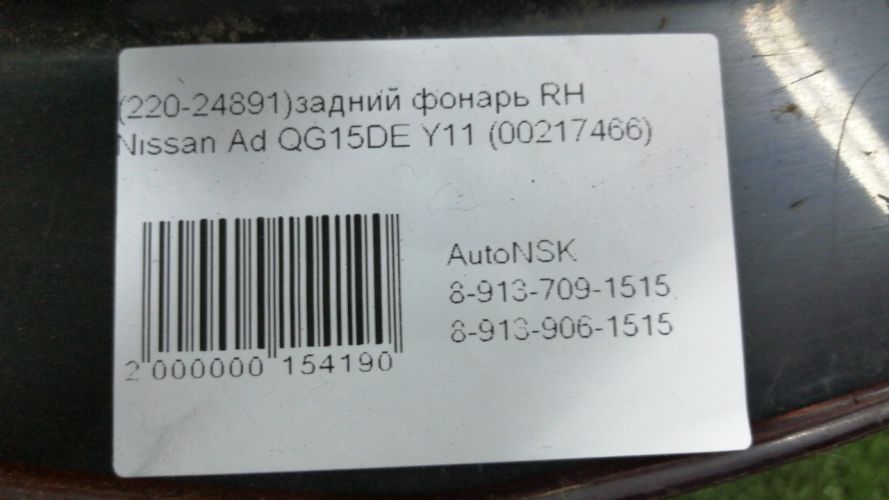 (220-24891)задний фонарь RH
Nissan Ad QG15DE Y11 (00217466)
AutoNSK
8-913-709-1515
8-913-906-1515
2 000000 154190